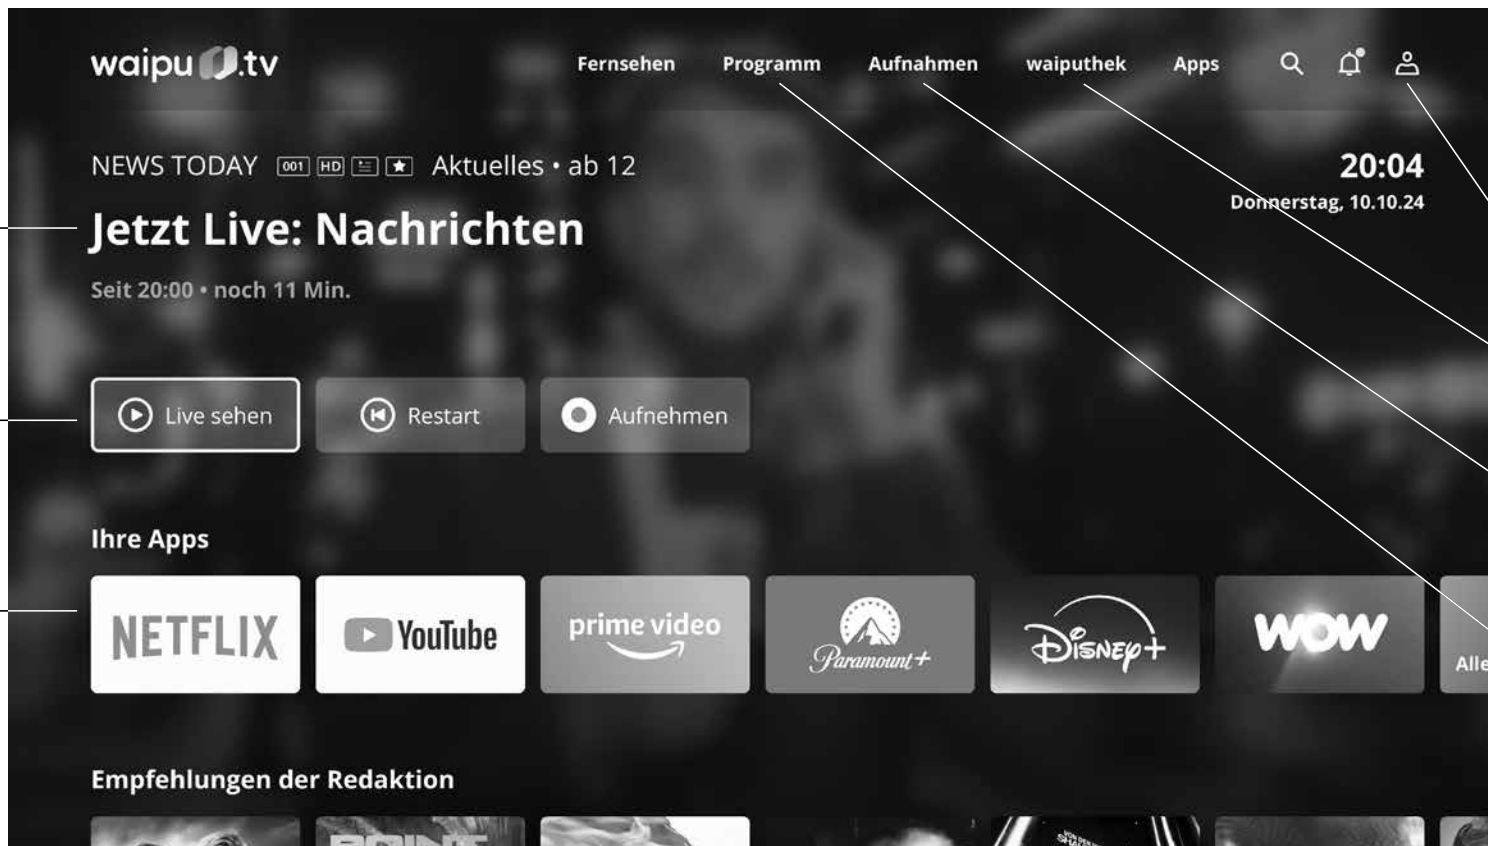 waipu.tv Fernsehen Programm Aufnahmen waiputhek Apps
NEWS TODAY 001 HD Aktuelles • ab 12
20:04
Donnerstag, 10.10.24
Jetzt Live: Nachrichten
Seit 20:00 • noch 11 Min.
Live sehen Restart Aufnehmen
Ihre Apps
NETFLIX YouTube prime video Paramount+ Disney+ WOW Alle
Empfehlungen der Redaktion